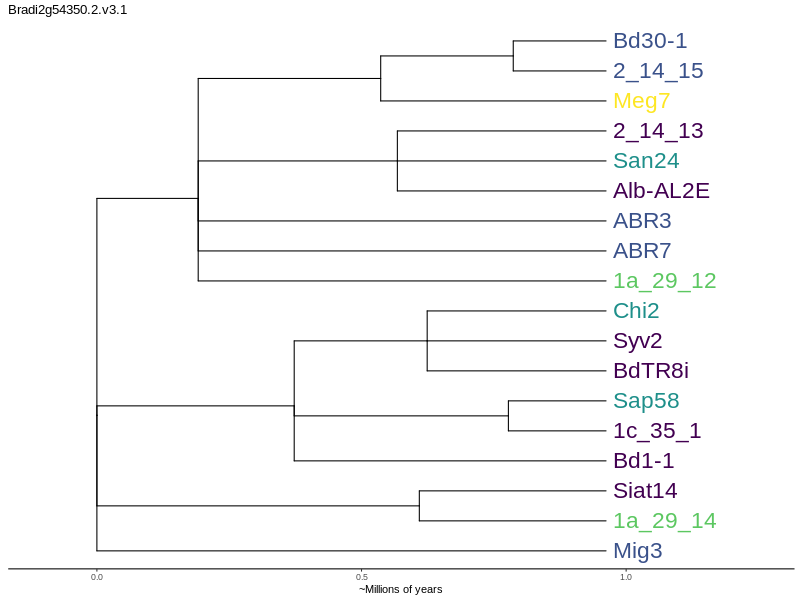 Bradi2g54350.2.v3.1
Bd30-1
2_14_15
Meg7
2_14_13
San24
Alb-AL2E
ABR3
ABR7
1a_29_12
Chi2
Syv2
BdTR8i
Sap58
1c_35_1
Bd1-1
Siat14
1a_29_14
Mig3
0.0 0.5 1.0
~Millions of years